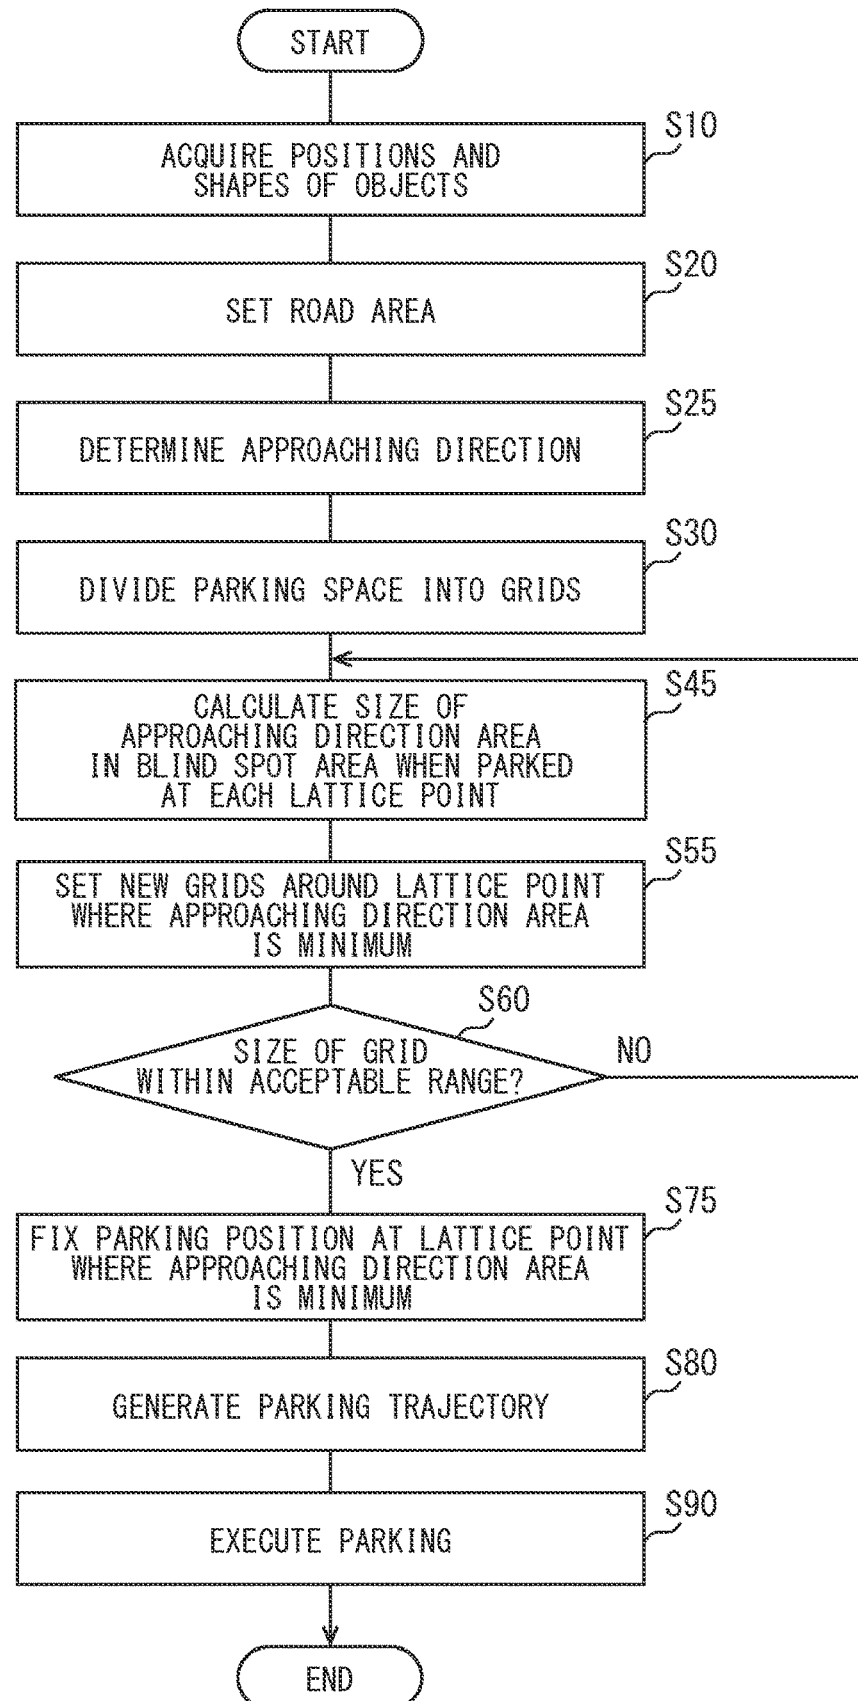 START
S10
ACQUIRE POSITIONS AND
SHAPES OF OBJECTS
S20
SET ROAD AREA
S25
DETERMINE APPROACHING DIRECTION
S30
DIVIDE PARKING SPACE INTO GRIDS
S45
CALCULATE SIZE OF
APPROACHING DIRECTION AREA
IN BLIND SPOT AREA WHEN PARKED
AT EACH LATTICE POINT
S55
SET NEW GRIDS AROUND LATTICE POINT
WHERE APPROACHING DIRECTION AREA
IS MINIMUM
S60
SIZE OF GRID
WITHIN ACCEPTABLE RANGE?
NO
YES
S75
FIX PARKING POSITION AT LATTICE POINT
WHERE APPROACHING DIRECTION AREA
IS MINIMUM
S80
GENERATE PARKING TRAJECTORY
S90
EXECUTE PARKING
END